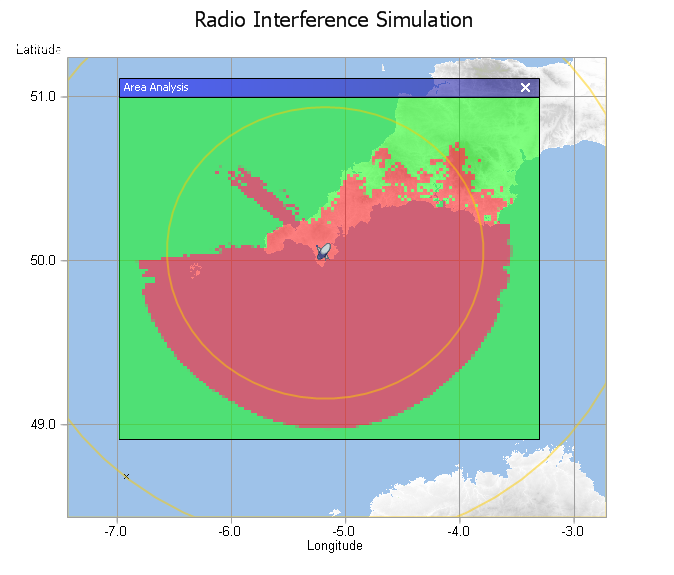 Radio Interference Simulation
Latitude
Area Analysis
51.0
50.0
49.0
-7.0 -6.0 -5.0 -4.0 -3.0
Longitude